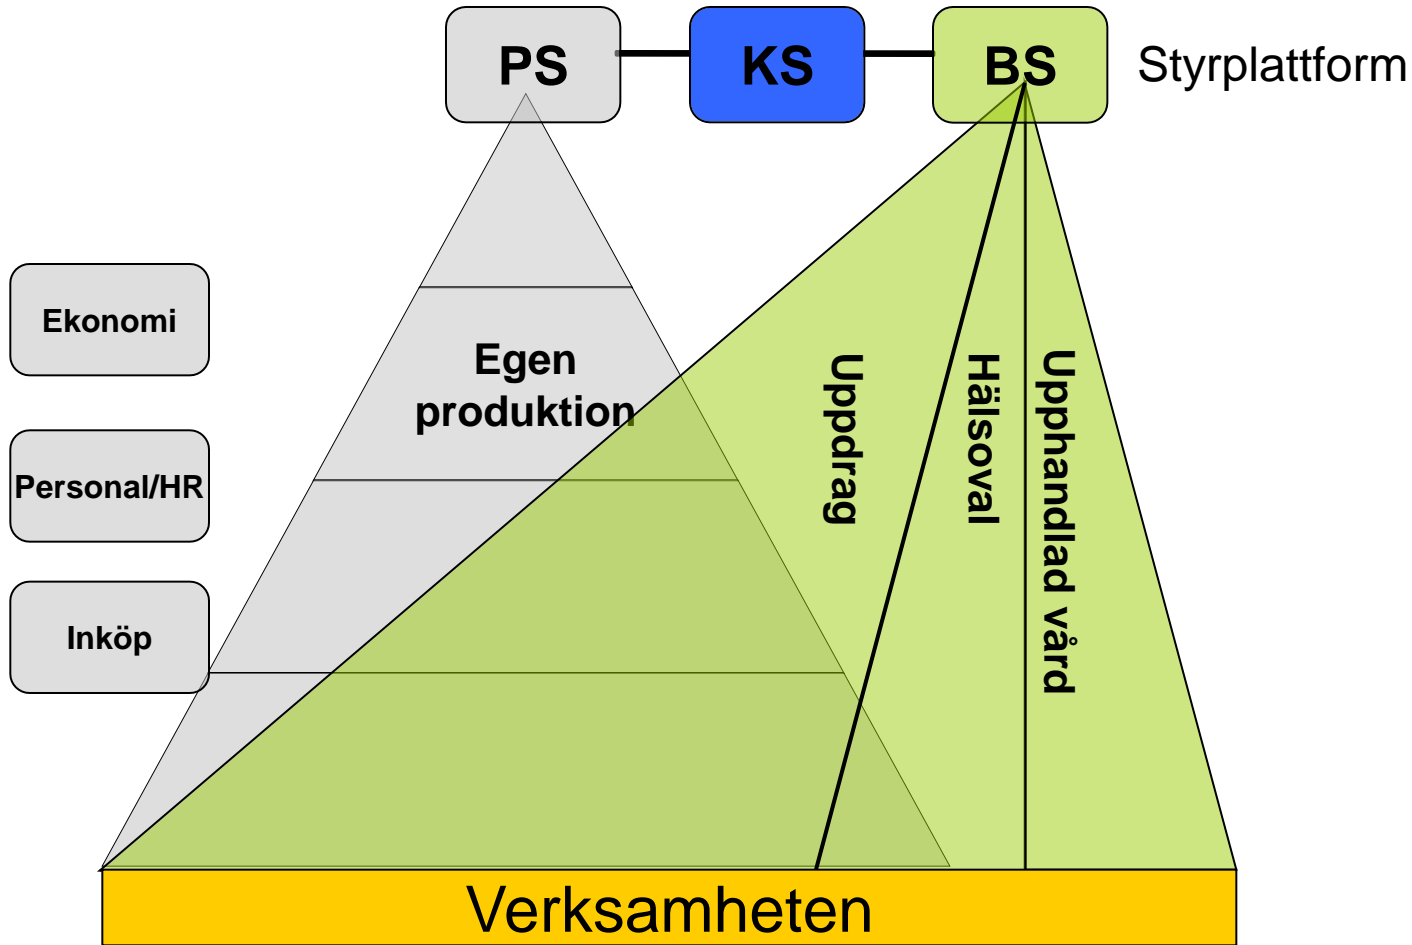 PS
KS
BS
Styrplattform
Ekonomi
Egen
produktion
Personal/HR
Inköp
Uppdrag
Hälsoval
Upphandlad vård
Verksamheten